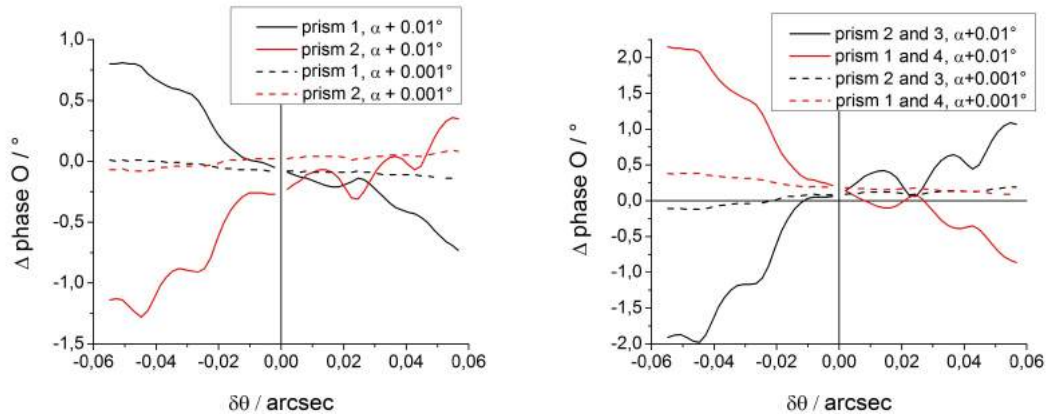 prism 1, α + 0.01°
prism 2, α + 0.01°
prism 1, α + 0.001°
prism 2, α + 0.001°
1,0
0,5
0,0
-0,5
-1,0
-1,5
Δ phase O / °
-0,06
-0,04
-0,02
0,00
0,02
0,04
0,06
δθ / arcsec
prism 2 and 3, α+0.01°
prism 1 and 4, α+0.01°
prism 2 and 3, α+0.001°
prism 1 and 4, α+0.001°
2,0
1,5
1,0
0,5
0,0
-0,5
-1,0
-1,5
-2,0
Δ phase O / °
-0,06
-0,04
-0,02
0,00
0,02
0,04
0,06
δθ / arcsec